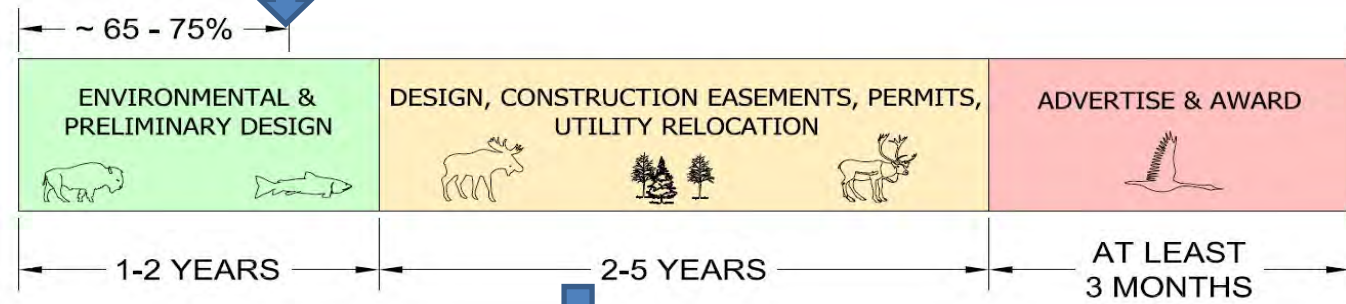 ~ 65 - 75%
ENVIRONMENTAL &
PRELIMINARY DESIGN
DESIGN, CONSTRUCTION EASEMENTS, PERMITS,
UTILITY RELOCATION
ADVERTISE & AWARD
1-2 YEARS
2-5 YEARS
AT LEAST
3 MONTHS